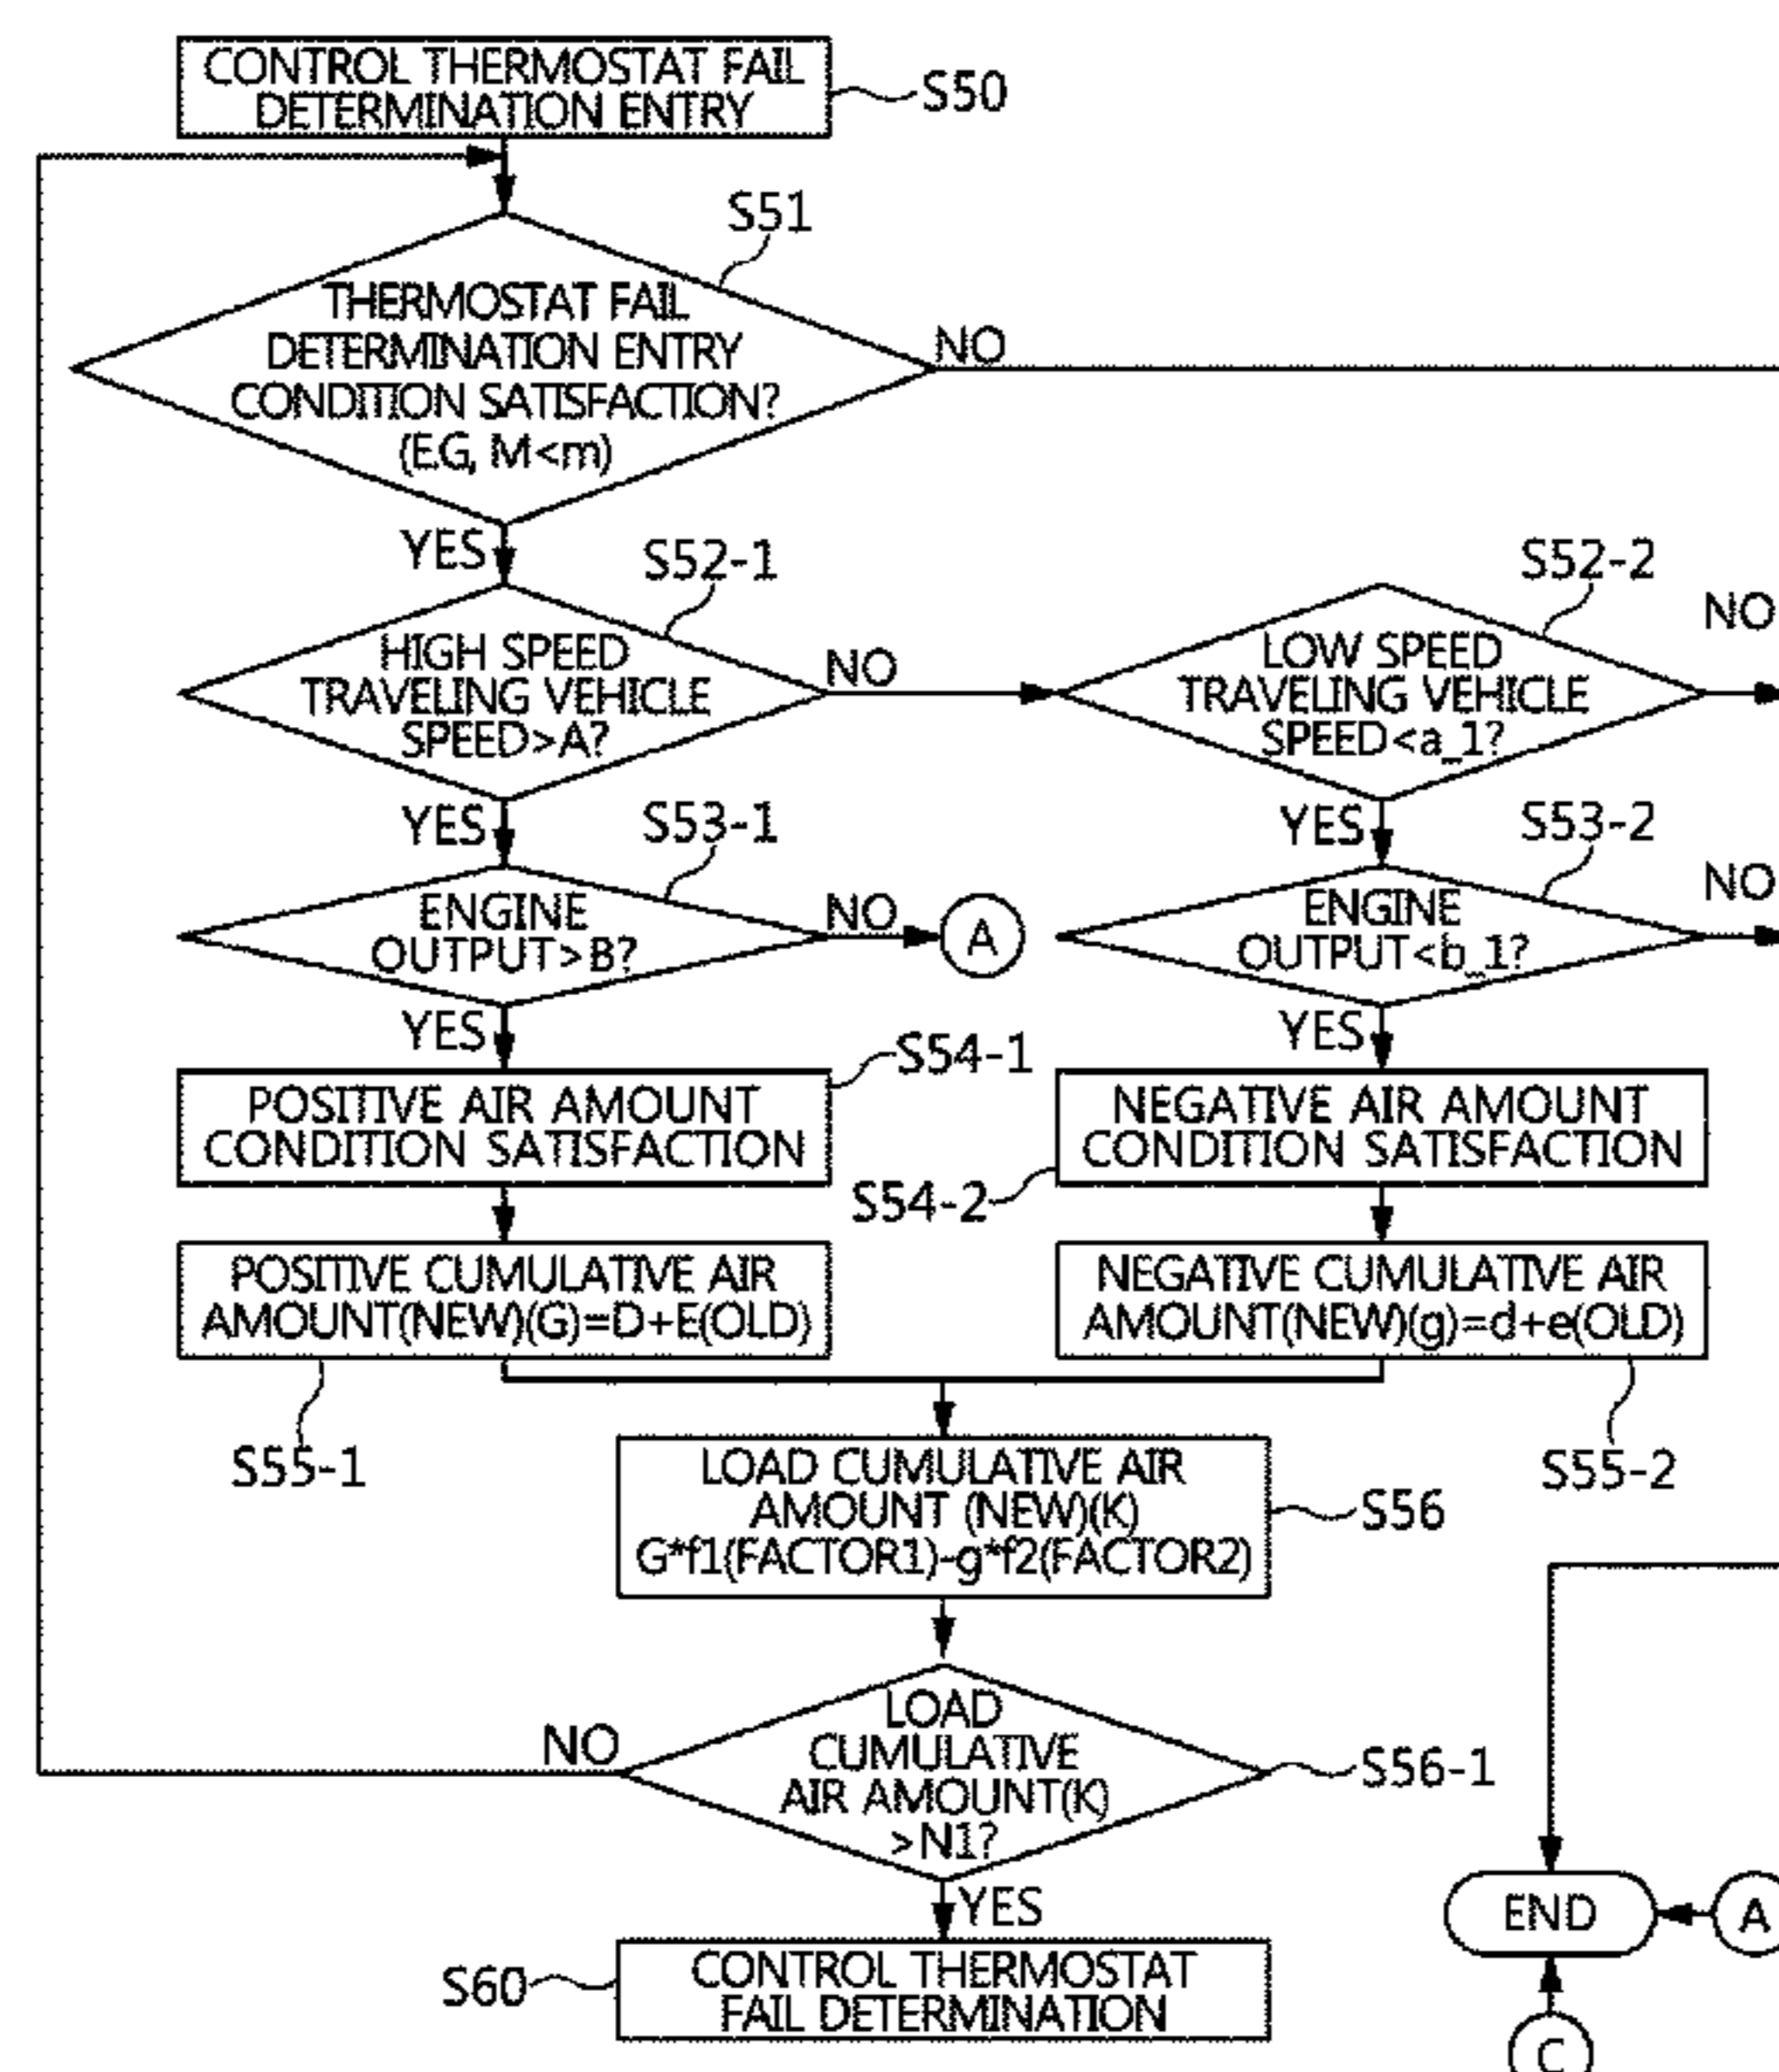 CONTROL THERMOSTAT FAIL
DETERMINATION ENTRY
S50
S51
THERMOSTAT FAIL
DETERMINATION ENTRY
CONDITION SATISFACTION?
(E.G, M<m)
NO
YES
S52-1
S52-2
HIGH SPEED
TRAVELING VEHICLE
SPEED>A?
NO
LOW SPEED
TRAVELING VEHICLE
SPEED<a_1?
NO
YES
S53-1
YES
S53-2
ENGINE
OUTPUT>B?
NO
A
ENGINE
OUTPUT<b_1?
NO
YES
YES
S54-1
POSITIVE AIR AMOUNT
CONDITION SATISFACTION
NEGATIVE AIR AMOUNT
CONDITION SATISFACTION
S54-2
POSITIVE CUMULATIVE AIR
AMOUNT(NEW)(G)=D+E(OLD)
NEGATIVE CUMULATIVE AIR
AMOUNT(NEW)(g)=d+e(OLD)
S55-1
S55-2
LOAD CUMULATIVE AIR
AMOUNT (NEW)(K)
G*f1(FACTOR1)-g*f2(FACTOR2)
S56
LOAD
CUMULATIVE
AIR AMOUNT(K)
>N1?
NO
S56-1
YES
END
A
S60
CONTROL THERMOSTAT
FAIL DETERMINATION
C